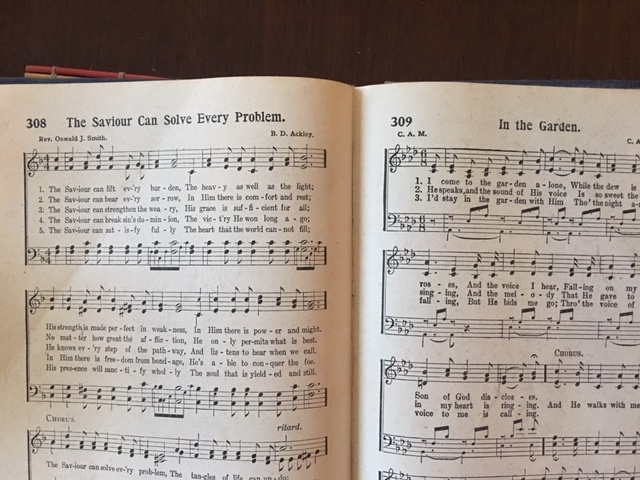 308 The Saviour Can Solve Every Problem.
Rev. Oswald J. Smith. B. D. Ackley.
1. The Sav-iour can lift ev-'ry bur-den, The heav-y as well as the light;
2. The Sav-iour can bear ev-'ry sor-row, In Him there is com-fort and rest;
3. The Sav-iour can strengthen the wea-ry, His grace is suf-fi-cient for all;
4. The Sav-iour can break sin's do-min-ion, The vic-t'ry He won long a-go;
5. The Sav-iour can sat-is-fy ful-ly The heart that the world can-not fill;
His strength is made per-fect in weak-ness, In Him there is pow-er and might.
No mat-ter how great the af-flic-tion, He on-ly per-mits what is best.
He knows ev-'ry step of the path-way, And lis-tens to hear when we call.
In Him there is free-dom from bond-age, He's a-ble to con-quer the foe.
His pres-ence will sanc-ti-fy whol-ly The soul that is yield-ed and still.
CHORUS.
ritard.
The Sav-iour can solve ev-'ry prob-lem, The tan-gles of life can un-do;
309 In the Garden.
C. A. M. C. A
1. I come to the gar-den a-lone, While the dew is
2. He speaks, and the sound of His voice Is so sweet the
3. I'd stay in the gar-den with Him Tho' the night a-
ros-es, And the voice I hear, Fall-ing on my
sing-ing, And the mel-o-dy That He gave to
fall-ing, But He bids me go; Thro' the voice of
CHORUS.
Son of God dis-clos-es.
in my heart is ring-ing. And He walks with me
voice to me is call-ing.